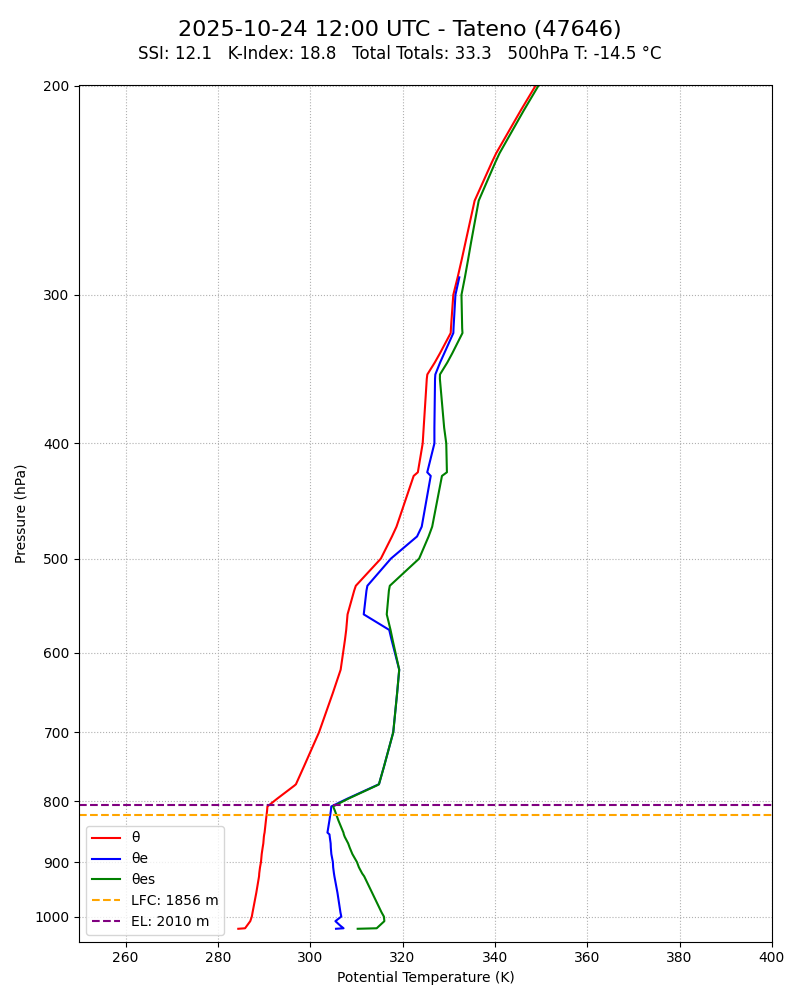 2025-10-24 12:00 UTC - Tateno (47646)
SSI: 12.1   K-Index: 18.8   Total Totals: 33.3   500hPa T: -14.5 °C
200
300
400
500
600
700
800
900
1000
Pressure (hPa)
θ
θe
θes
LFC: 1856 m
EL: 2010 m
260 280 300 320 340 360 380 400
Potential Temperature (K)